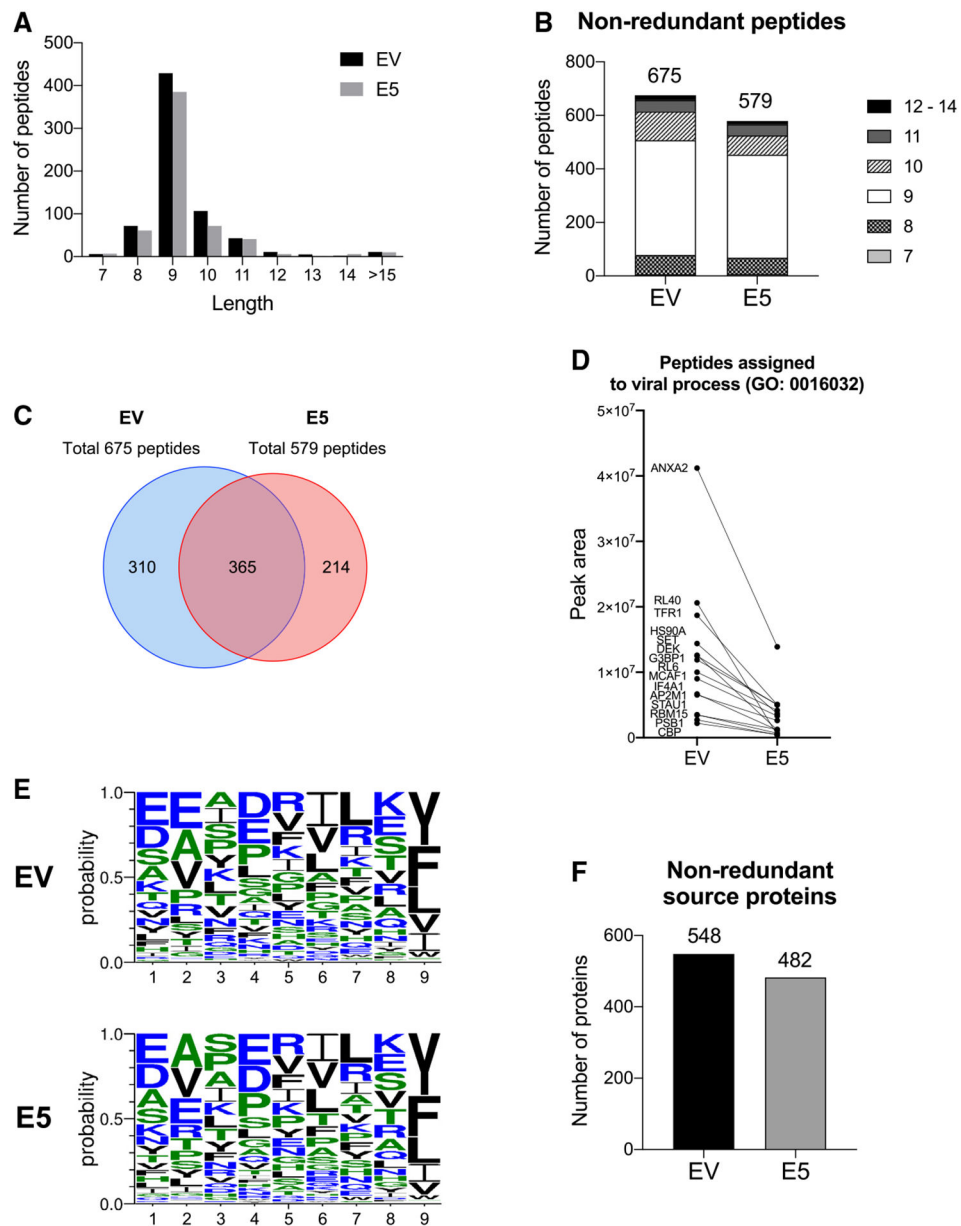 A
Number of peptides
500
400
300
200
100
0
EV
E5
7 8 9 10 11 12 13 14 >15
Length
B
Non-redundant peptides
Number of peptides
800
600
400
200
0
675
579
EV E5
12 - 14
11
10
9
8
7
C
EV E5
Total 675 peptides Total 579 peptides
310 365 214
D
Peptides assigned
to viral process (GO: 0016032)
Peak area
5×10⁷
4×10⁷
3×10⁷
2×10⁷
1×10⁷
0
ANXA2
RL40
TFR1
HS90A
SET
DEK
G3BP1
RL6
MCAF1
IF4A1
AP2M1
STAU1
RBM15
PSB1
CBP
EV E5
E
EV
probability
1.0
0.5
0.0
1 2 3 4 5 6 7 8 9
E5
probability
1.0
0.5
0.0
1 2 3 4 5 6 7 8 9
F
Non-redundant
source proteins
Number of proteins
600
400
200
0
548
482
EV E5